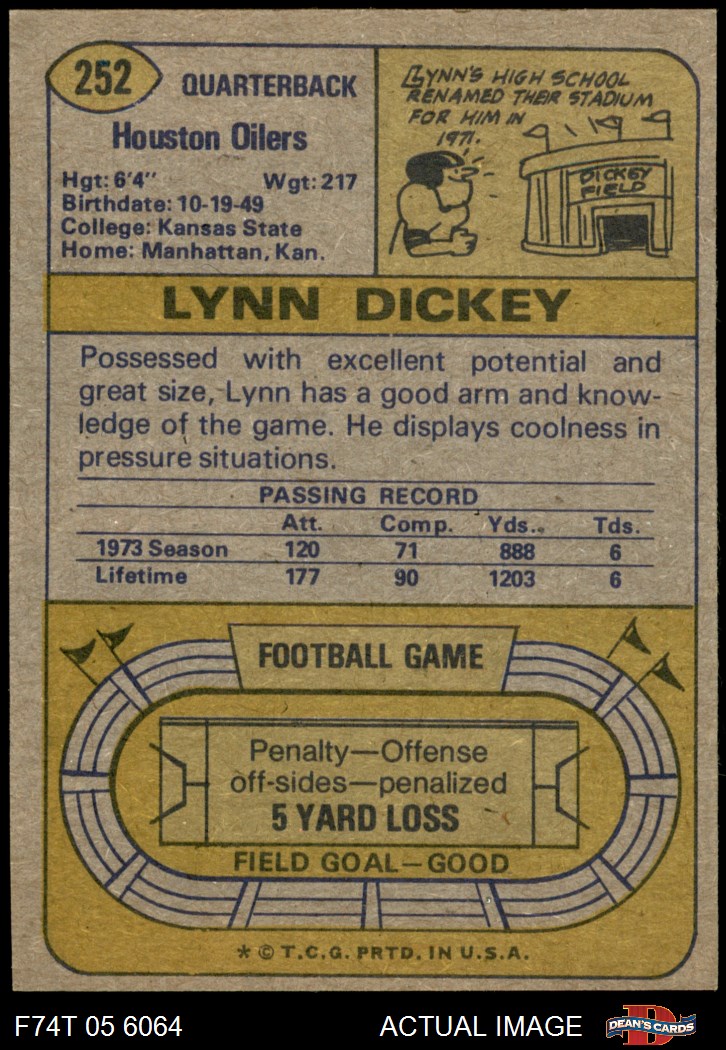 252
QUARTERBACK
Houston Oilers
Hgt: 6'4" Wgt: 217
Birthdate: 10-19-49
College: Kansas State
Home: Manhattan, Kan.
LYNN'S HIGH SCHOOL
RENAMED THEIR STADIUM
FOR HIM IN
1971.
DICKEY
FIELD
LYNN DICKEY
Possessed with excellent potential and
great size, Lynn has a good arm and know-
ledge of the game. He displays coolness in
pressure situations.
PASSING RECORD
Att. Comp. Yds. Tds.
1973 Season 120 71 888 6
Lifetime 177 90 1203 6
FOOTBALL GAME
Penalty—Offense
off-sides—penalized
5 YARD LOSS
FIELD GOAL—GOOD
* © T.C.G. PRTD. IN U.S.A.
F74T 05 6064
ACTUAL IMAGE
D
DEAN'S CARDS